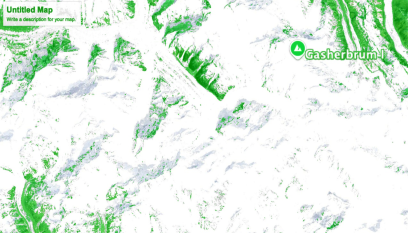 Untitled Map
Write a description for your map.
Gasherbrum I